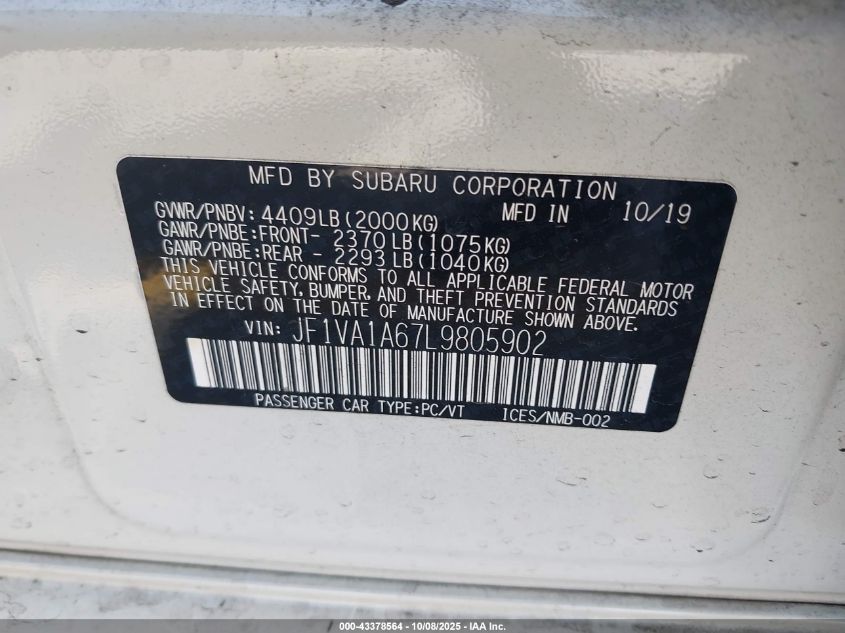 MFD BY SUBARU CORPORATION
GVWR/PNBV: 4409LB(2000KG) MFD IN 10/19
GAWR/PNBE:FRONT- 2370LB(1075KG)
GAWR/PNBE:REAR - 2293LB(1040KG)
THIS VEHICLE CONFORMS TO ALL APPLICABLE FEDERAL MOTOR
VEHICLE SAFETY, BUMPER, AND THEFT PREVENTION STANDARDS
IN EFFECT ON THE DATE OF MANUFACTURE SHOWN ABOVE.
VIN: JF1VA1A67L9805902
PASSENGER CAR TYPE:PC/VT ICES/NMB-002
000-43378564 - 10/08/2025 - IAA Inc.